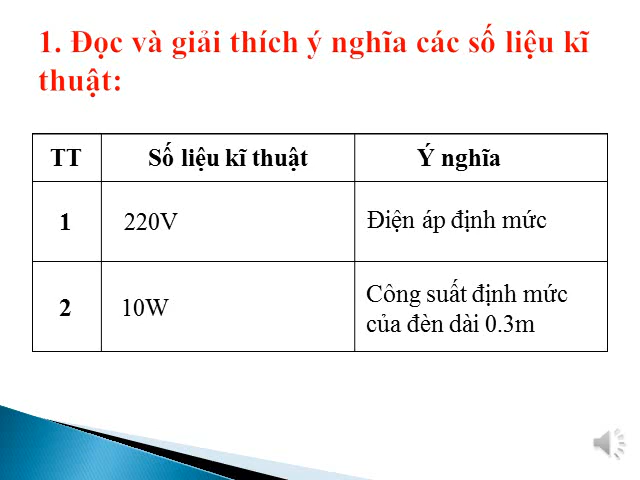 1. Đọc và giải thích ý nghĩa các số liệu kĩ
thuật:
TT Số liệu kĩ thuật Ý nghĩa
1 220V Điện áp định mức
2 10W Công suất định mức
của đèn dài 0.3m